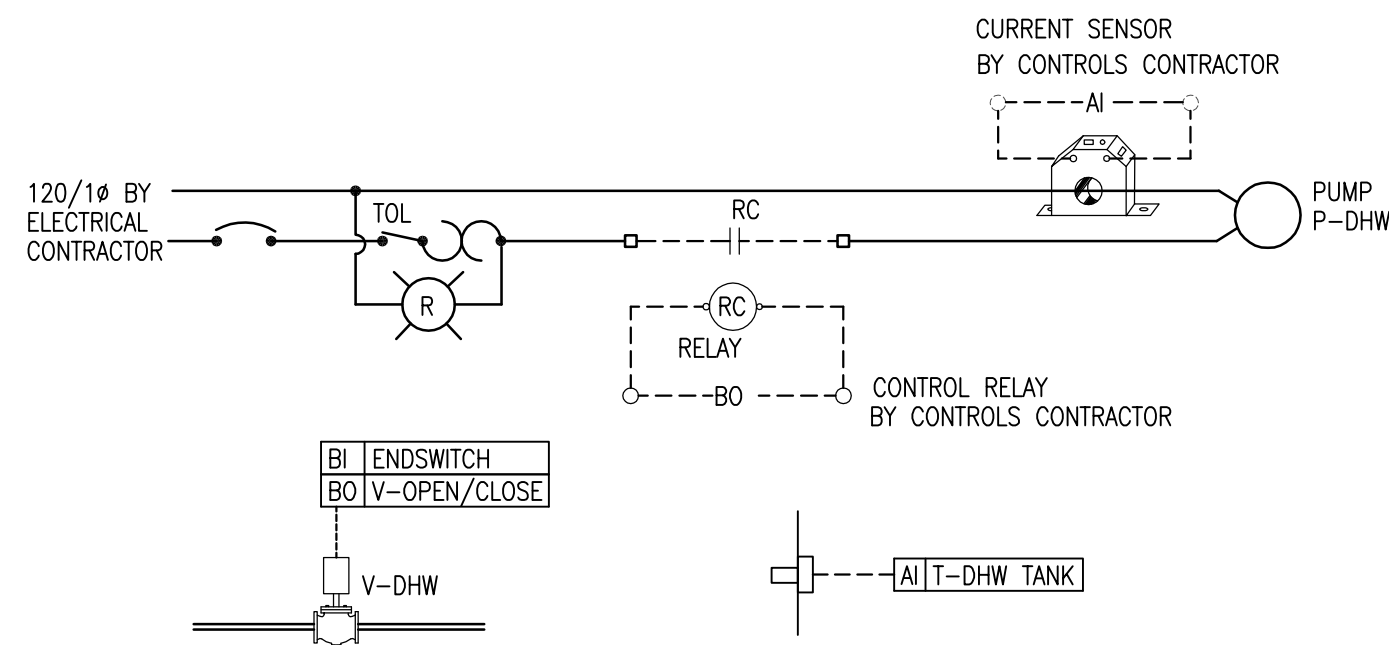 CURRENT SENSOR
BY CONTROLS CONTRACTOR
AI
120/1ø BY
ELECTRICAL
CONTRACTOR
TOL
RC
PUMP
P-DHW
R
RC
RELAY
BO
CONTROL RELAY
BY CONTROLS CONTRACTOR
BI ENDSWITCH
BO V-OPEN/CLOSE
V-DHW
AI T-DHW TANK